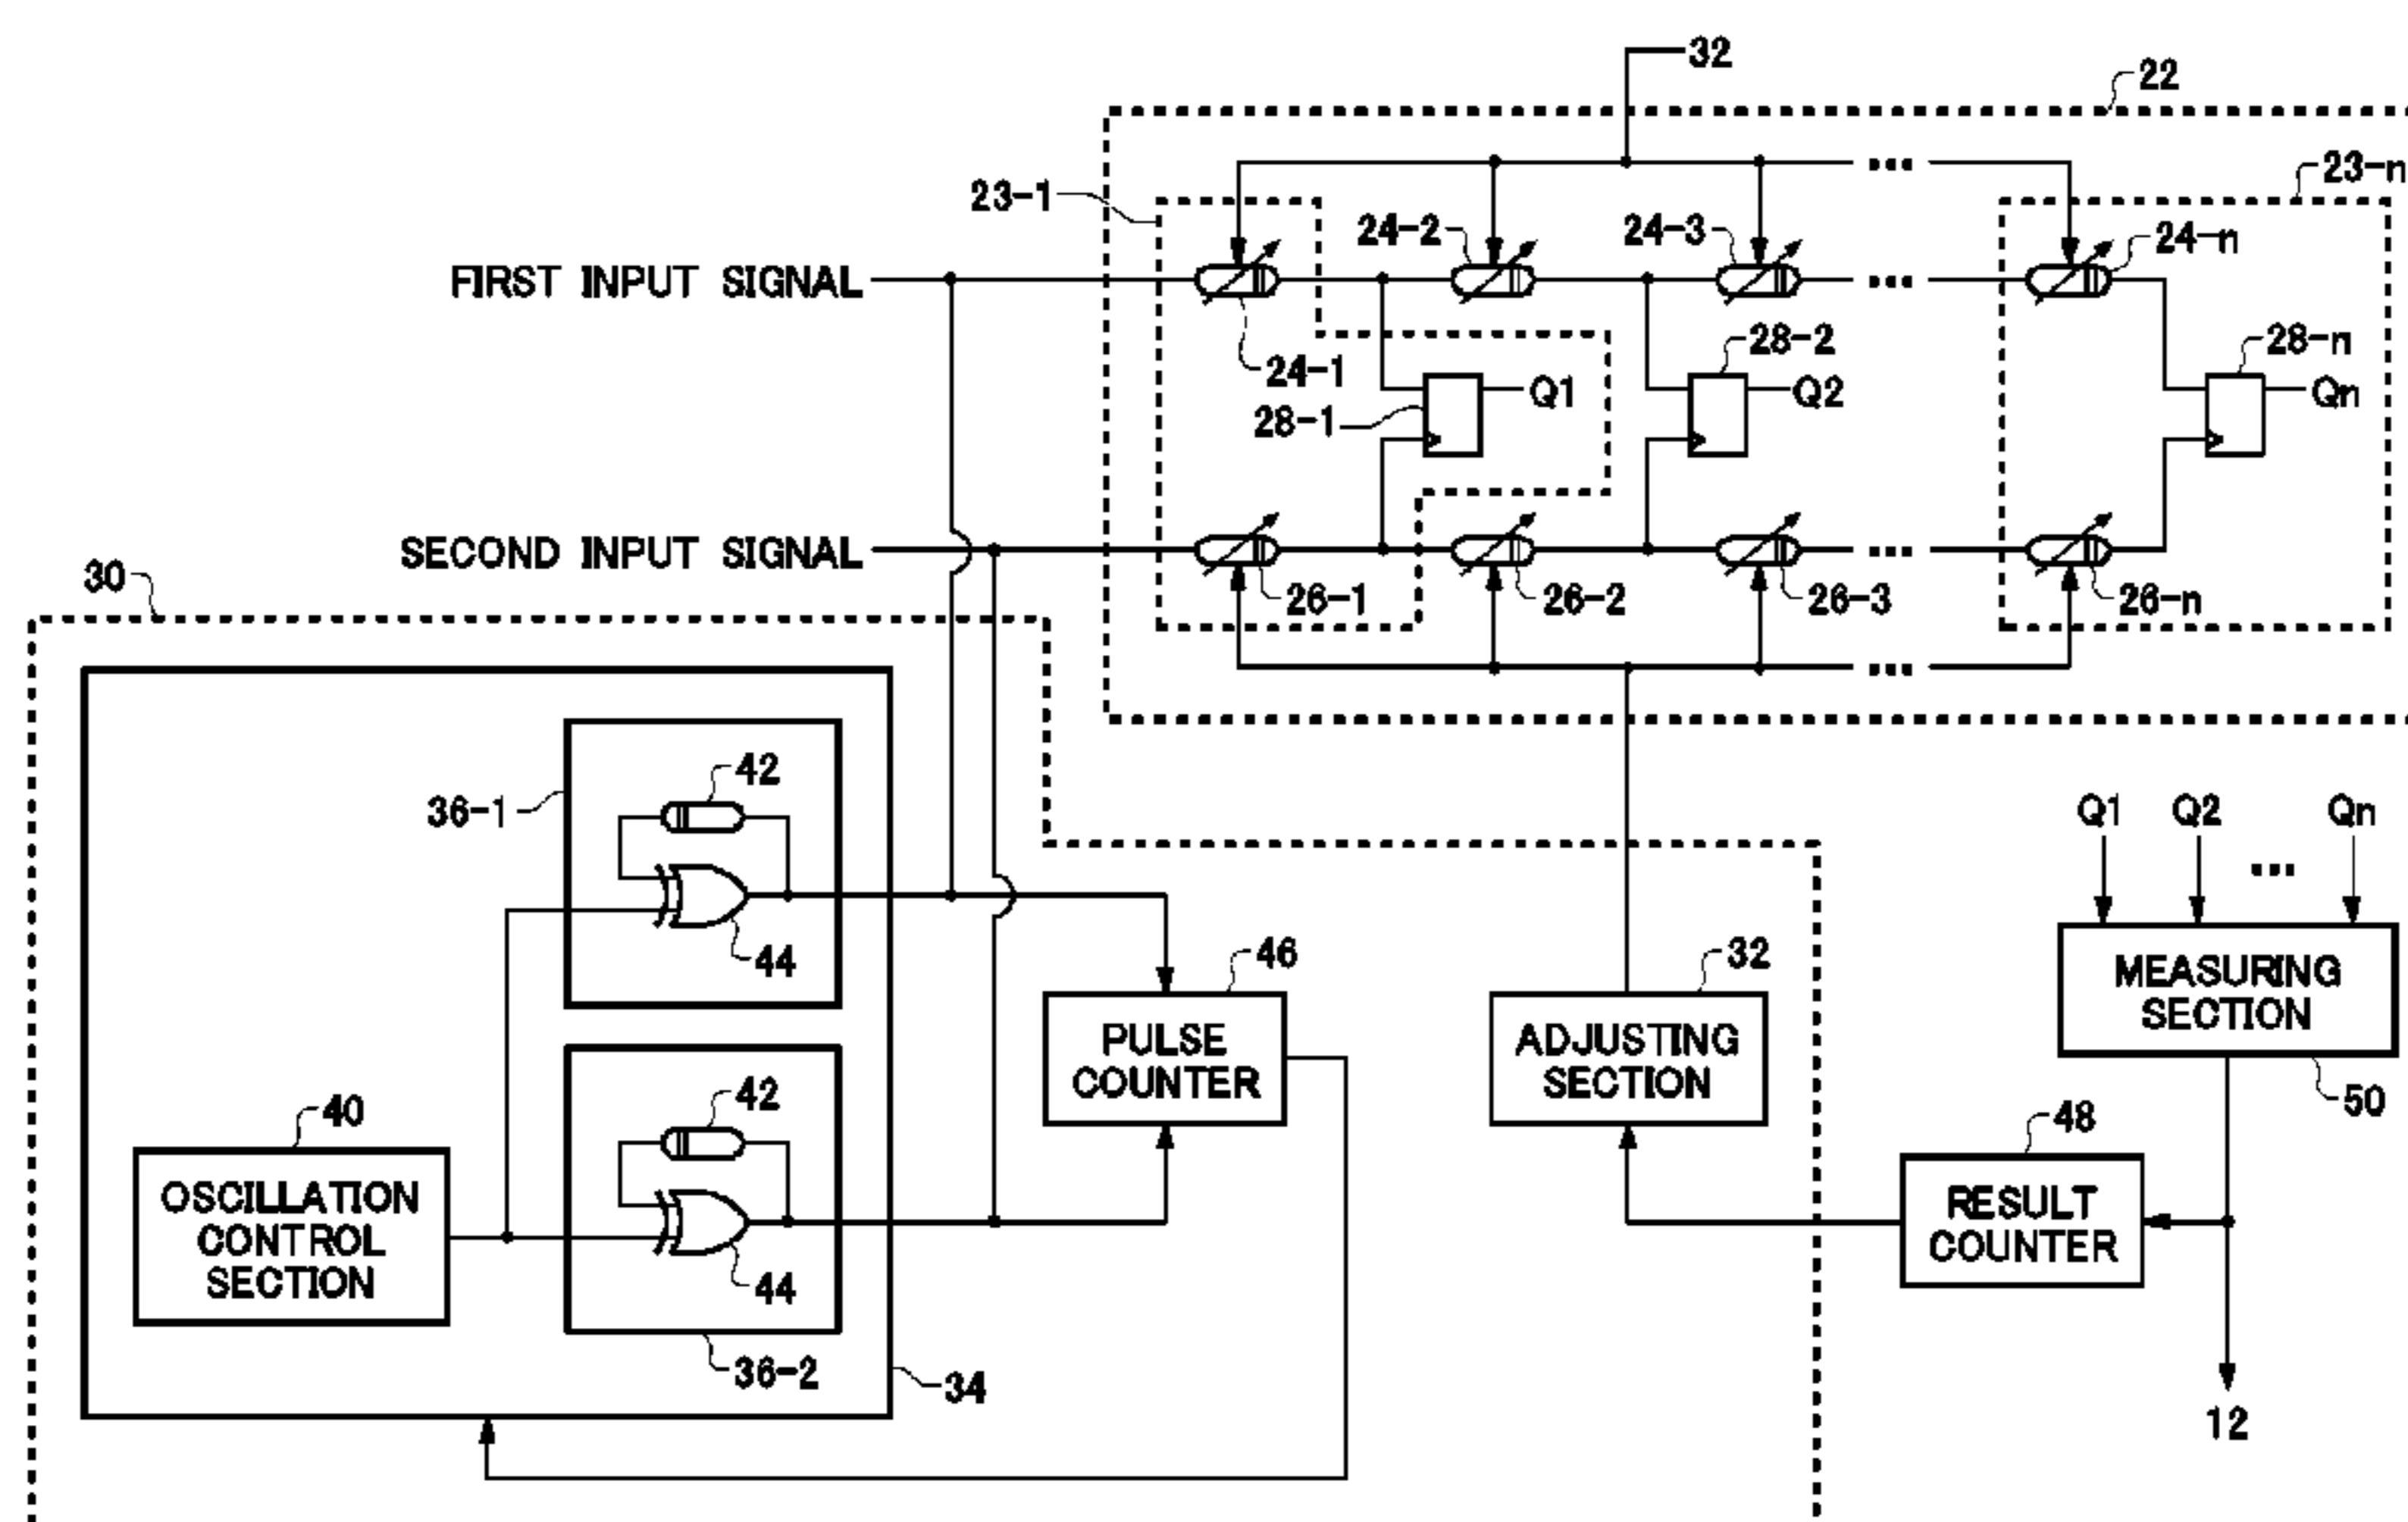 32
22
23-1
23-n
24-2
24-3
24-n
FIRST INPUT SIGNAL
24-1
28-1
Q1
28-2
Q2
28-n
Qn
SECOND INPUT SIGNAL
26-1
26-2
26-3
26-n
30
36-1
42
44
Q1 Q2 ... Qn
46
PULSE
COUNTER
32
ADJUSTING
SECTION
MEASURING
SECTION
50
40
OSCILLATION
CONTROL
SECTION
42
44
36-2
34
48
RESULT
COUNTER
12